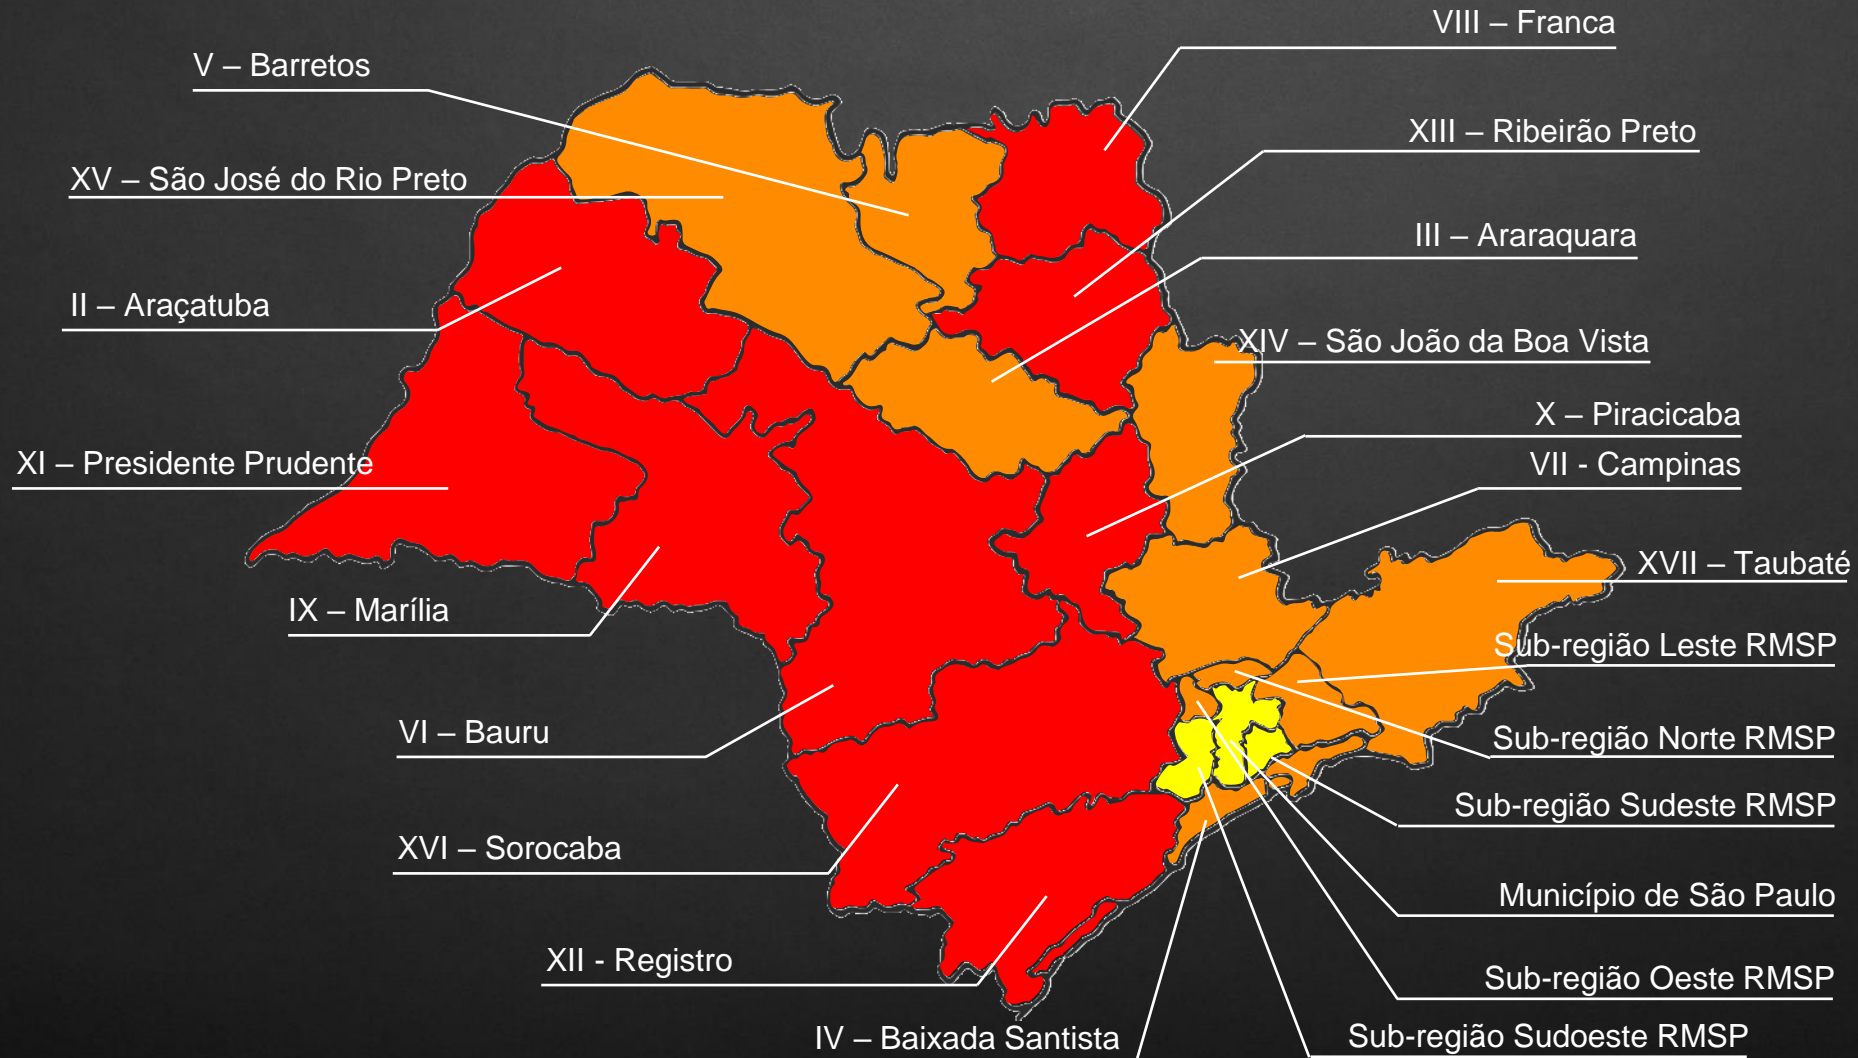 VIII – Franca
V – Barretos
XIII – Ribeirão Preto
XV – São José do Rio Preto
III – Araraquara
II – Araçatuba
XIV – São João da Boa Vista
X – Piracicaba
XI – Presidente Prudente
VII - Campinas
XVII – Taubaté
IX – Marília
Sub-região Leste RMSP
VI – Bauru
Sub-região Norte RMSP
Sub-região Sudeste RMSP
XVI – Sorocaba
Município de São Paulo
XII - Registro
Sub-região Oeste RMSP
IV – Baixada Santista
Sub-região Sudoeste RMSP